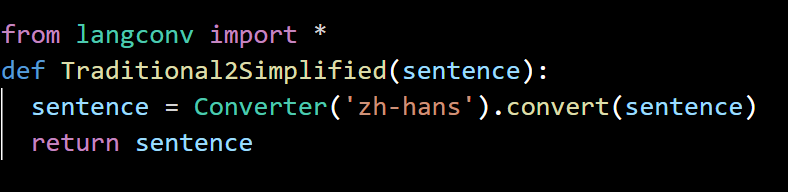 from langconv import *
def Traditional2Simplified(sentence):
  sentence = Converter('zh-hans').convert(sentence)
  return sentence